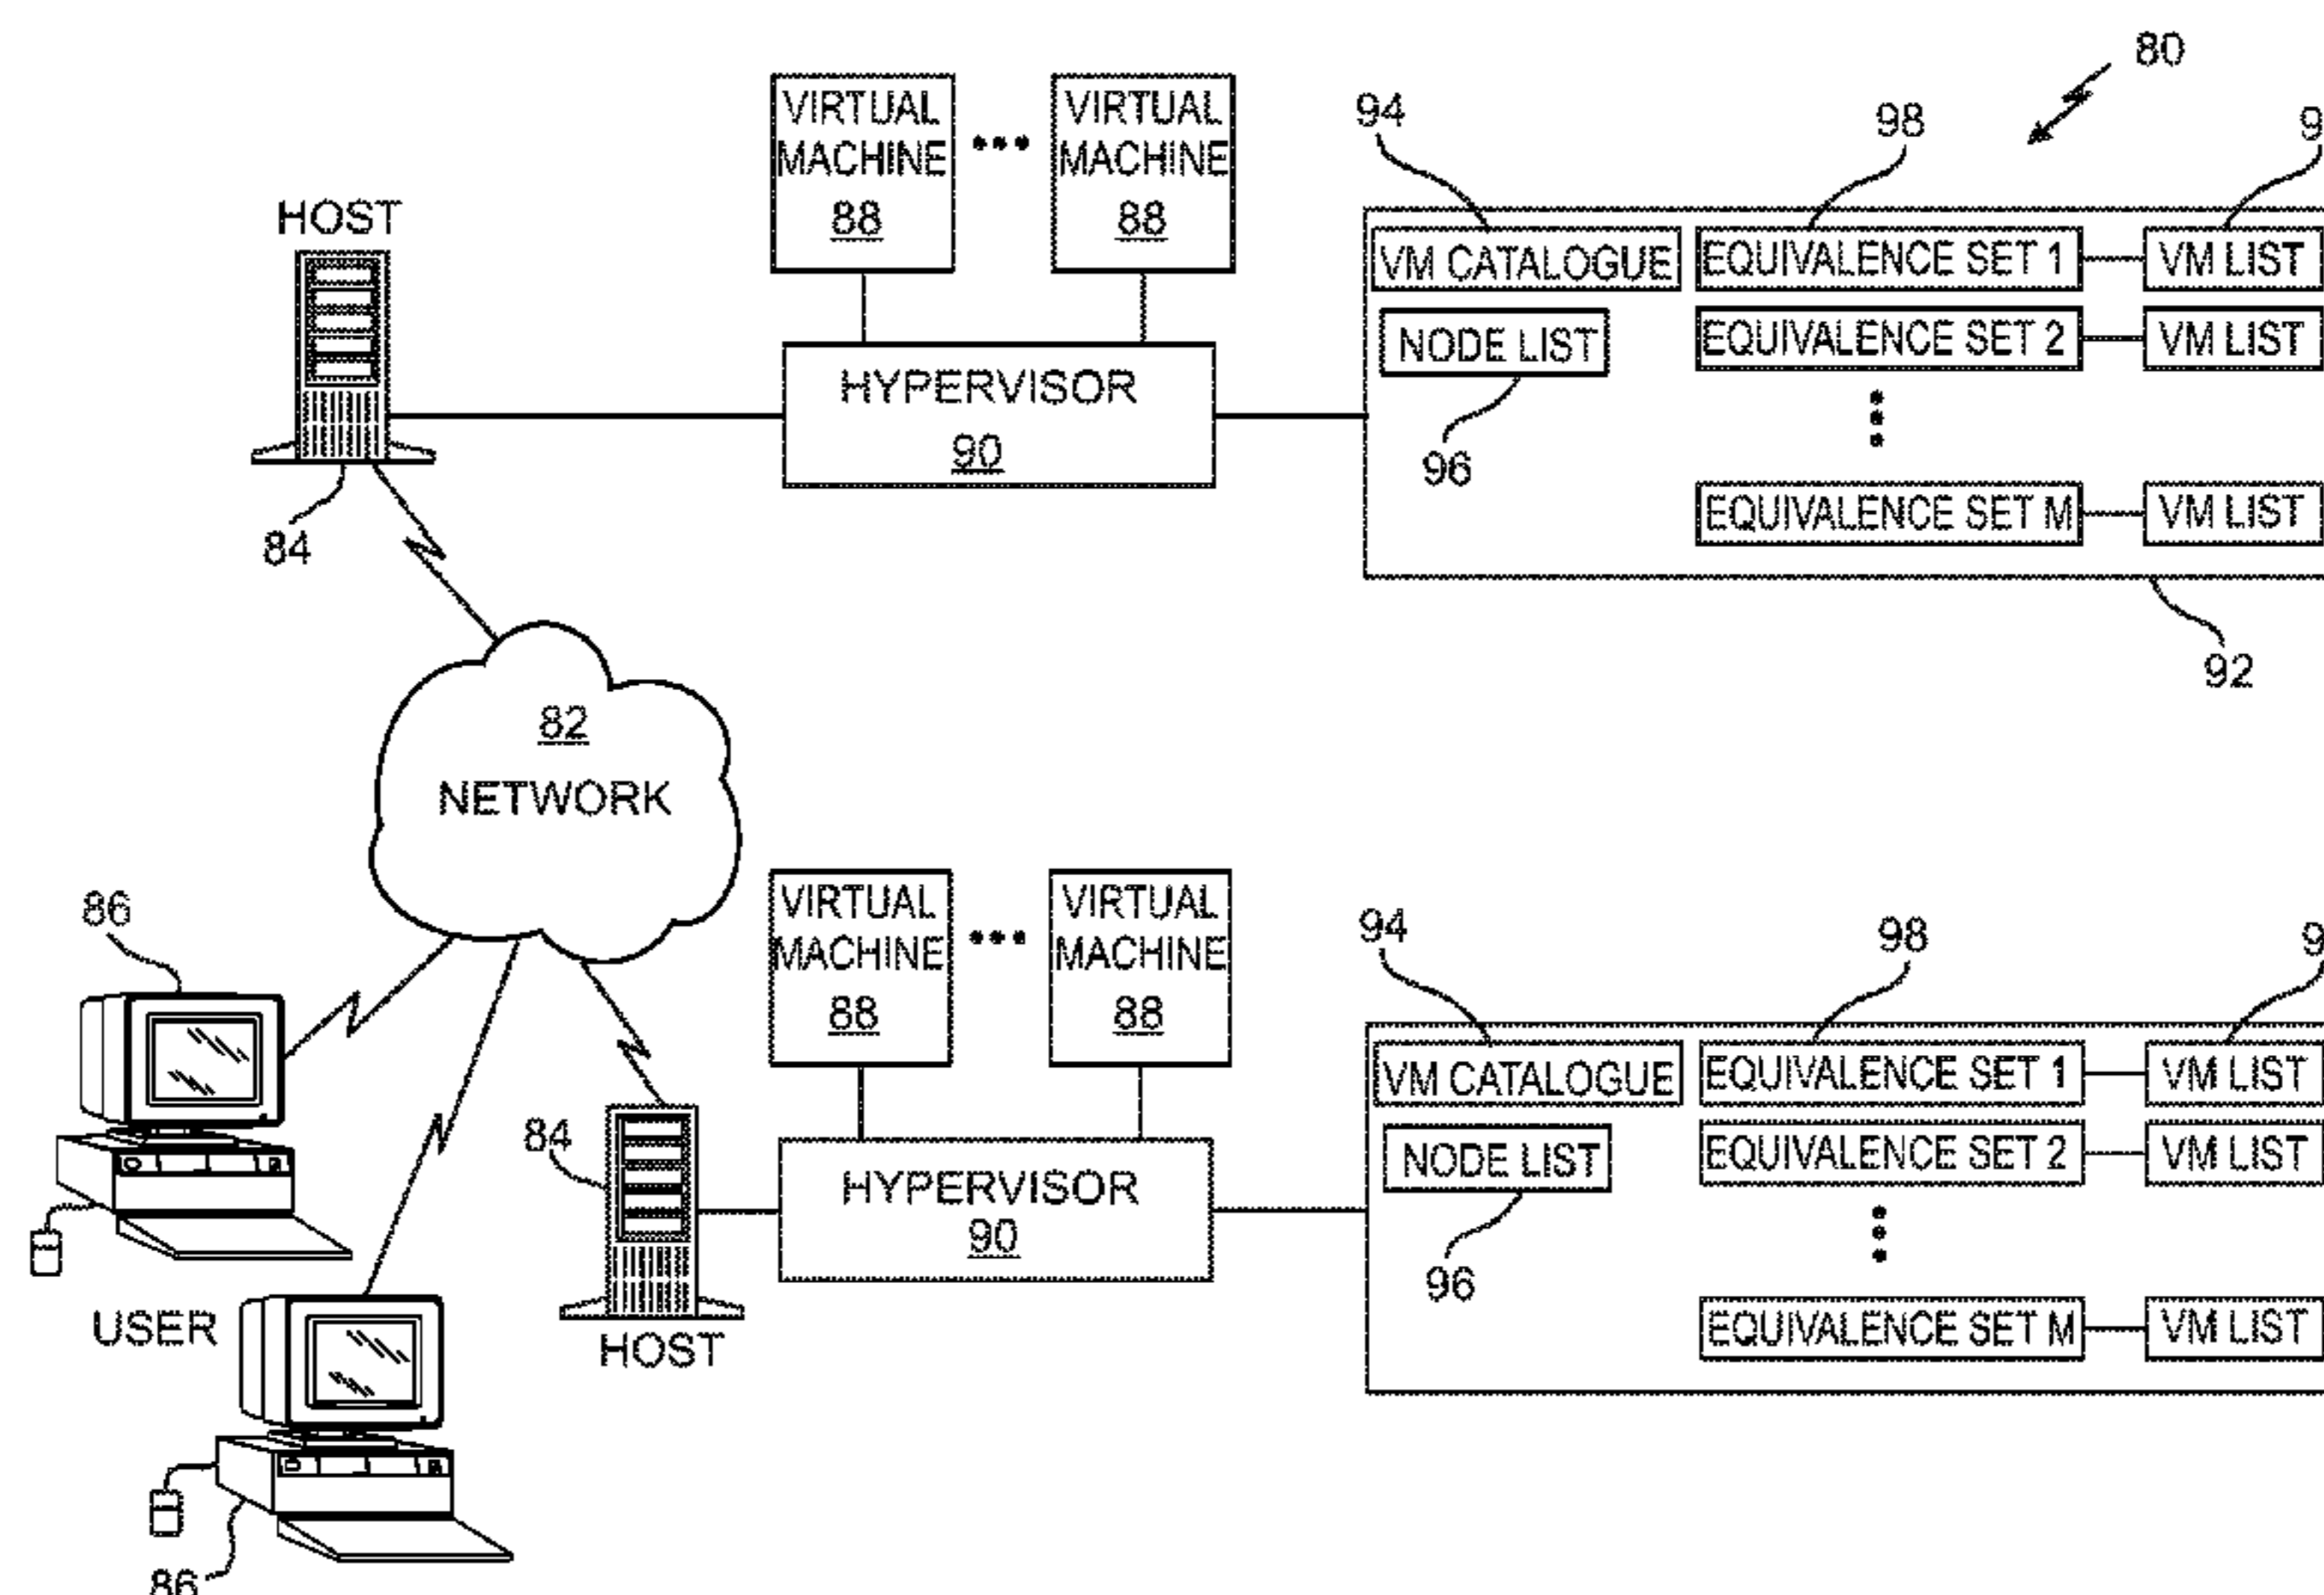 80
94
98
9
VIRTUAL
MACHINE
88
VIRTUAL
MACHINE
88
HOST
VM CATALOGUE
EQUIVALENCE SET 1
VM LIST
NODE LIST
EQUIVALENCE SET 2
VM LIST
HYPERVISOR
90
96
EQUIVALENCE SET M
VM LIST
84
92
82
NETWORK
86
VIRTUAL
MACHINE
88
VIRTUAL
MACHINE
88
94
98
9
VM CATALOGUE
EQUIVALENCE SET 1
VM LIST
84
NODE LIST
EQUIVALENCE SET 2
VM LIST
HYPERVISOR
90
96
USER
HOST
EQUIVALENCE SET M
VM LIST
86